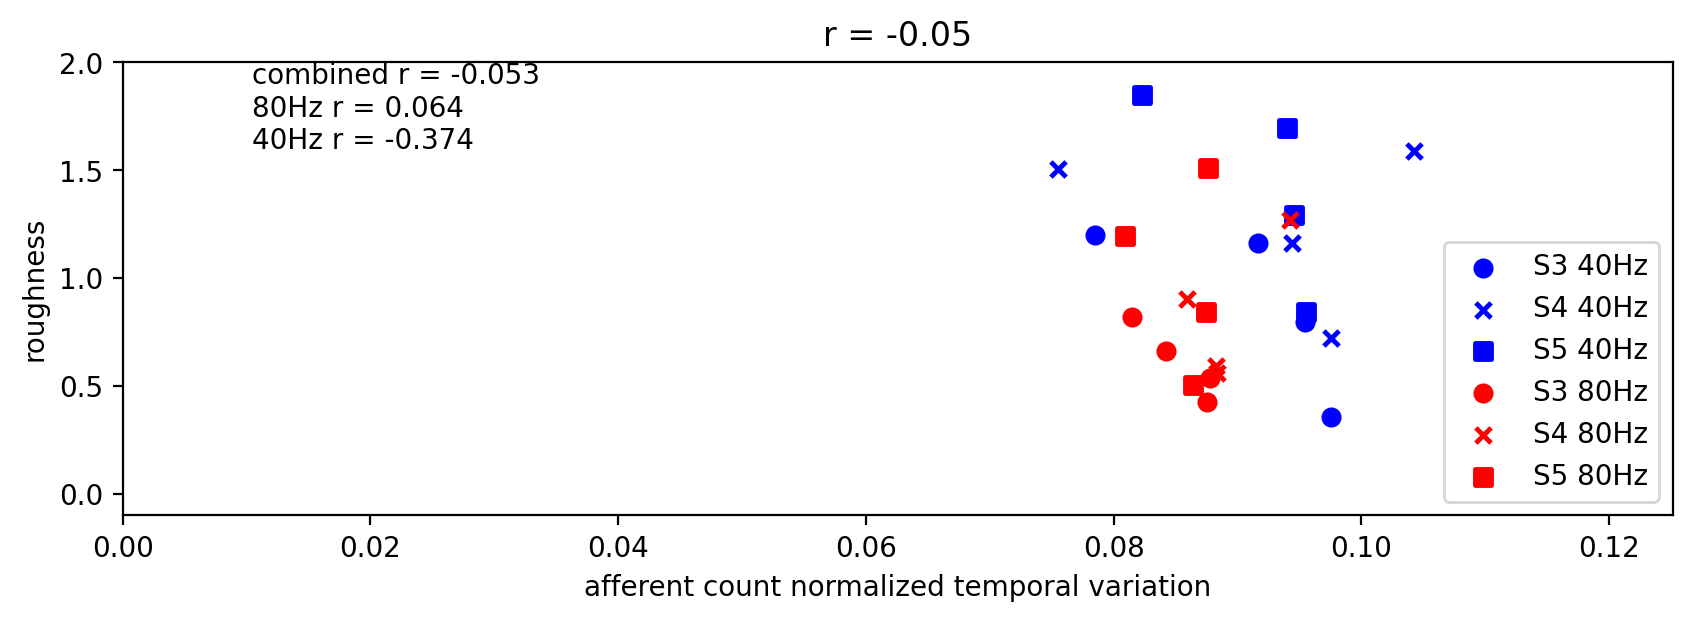 r = -0.05
combined r = -0.053
80Hz r = 0.064
40Hz r = -0.374
2.0
1.5
1.0
0.5
0.0
roughness
S3 40Hz
S4 40Hz
S5 40Hz
S3 80Hz
S4 80Hz
S5 80Hz
0.00 0.02 0.04 0.06 0.08 0.10 0.12
afferent count normalized temporal variation